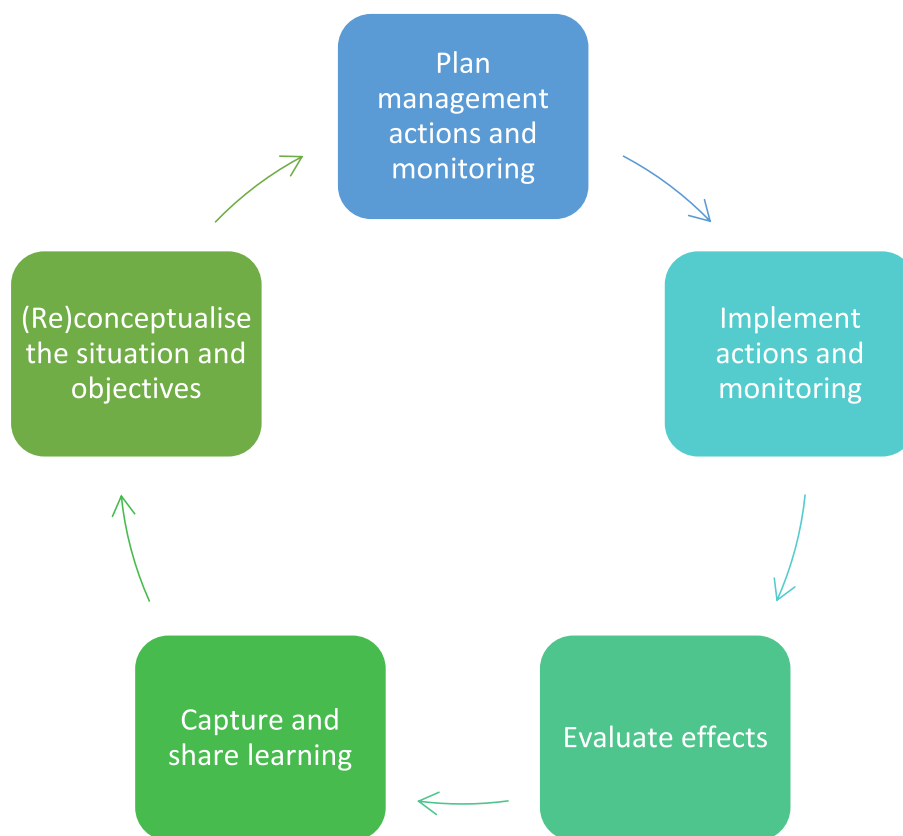 Plan
management
actions and
monitoring
Implement
actions and
monitoring
Evaluate effects
Capture and
share learning
(Re)conceptualise
the situation and
objectives